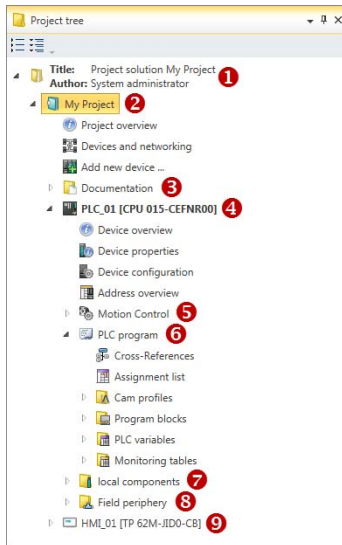 Project tree
Title: Project solution My Project 1
Author: System administrator
My Project 2
Project overview
Devices and networking
Add new device ...
Documentation 3
PLC_01 [CPU 015-CEFNR00] 4
Device overview
Device properties
Device configuration
Address overview
Motion Control 5
PLC program 6
Cross-References
Assignment list
Cam profiles
Program blocks
PLC variables
Monitoring tables
local components 7
Field periphery 8
HMI_01 [TP 62M-JID0-CB] 9